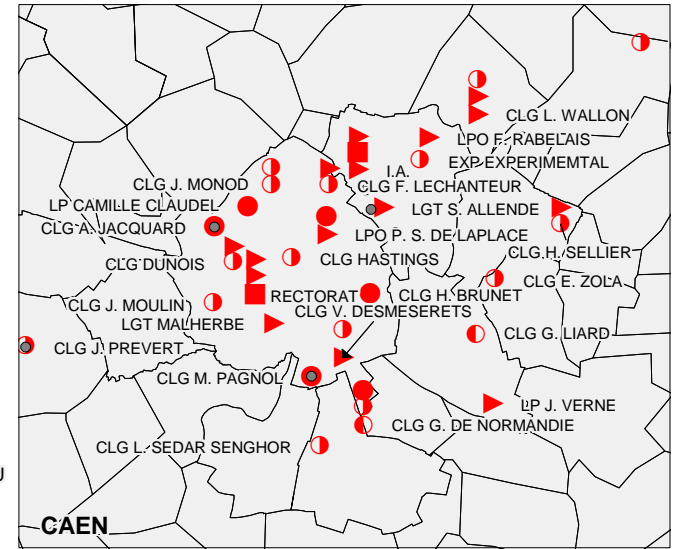 CLG L. WALLON
LPO F. RABELAIS
EXP EXPERIMEMTAL
I.A.
CLG J. MONOD
CLG F. LECHANTEUR
LP CAMILLE CLAUDEL
LGT S. ALLENDE
CLG A. JACQUARD
LPO P. S. DE LAPLACE
CLG H. SELLIER
CLG DUNOIS
CLG HASTINGS
CLG E. ZOLA
RECTORAT
CLG H. BRUNET
CLG J. MOULIN
CLG V. DESMESERETS
LGT MALHERBE
CLG G. LIARD
CLG J. PREVERT
CLG M. PAGNOL
LP J. VERNE
CLG G. DE NORMANDIE
CLG L. SEDAR SENGHOR
U
CAEN